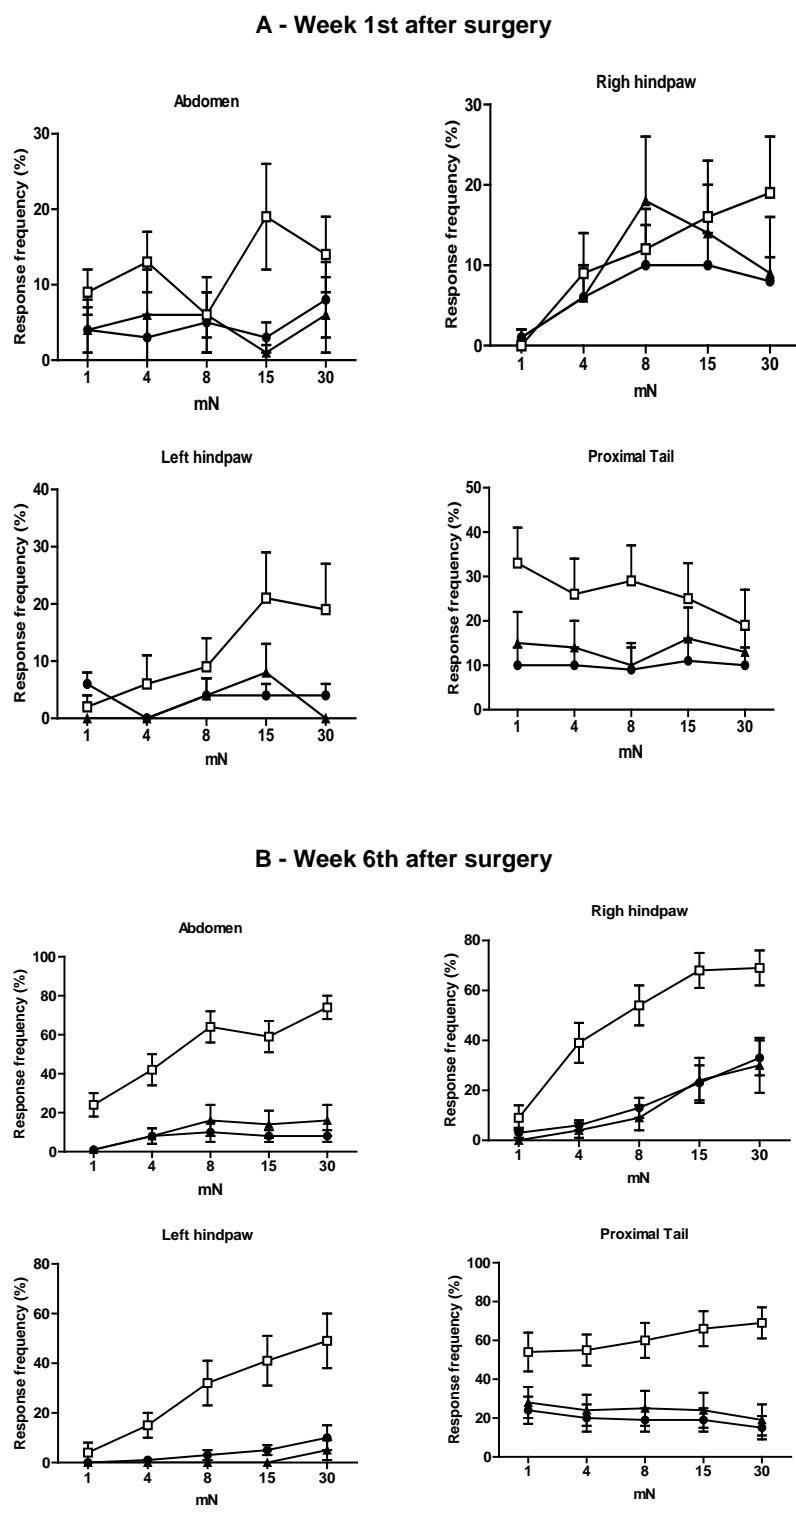 A - Week 1st after surgery
Abdomen
Response frequency (%)
30
20
10
0
1 4 8 15 30
mN
Righ hindpaw
Response frequency (%)
30
20
10
0
1 4 8 15 30
mN
Left hindpaw
Response frequency (%)
40
30
20
10
0
1 4 8 15 30
mN
Proximal Tail
Response frequency (%)
50
40
30
20
10
0
1 4 8 15 30
mN
B - Week 6th after surgery
Abdomen
Response frequency (%)
100
80
60
40
20
0
1 4 8 15 30
mN
Righ hindpaw
Response frequency (%)
80
60
40
20
0
1 4 8 15 30
mN
Left hindpaw
Response frequency (%)
80
60
40
20
0
1 4 8 15 30
mN
Proximal Tail
Response frequency (%)
100
80
60
40
20
0
1 4 8 15 30
mN